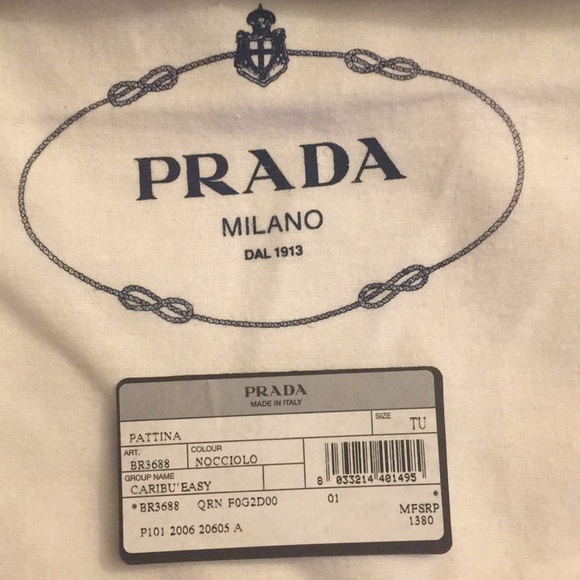 PRADA
MILANO
DAL 1913
PRADA
MADE IN ITALY
PATTINA
SIZE TU
ART. BR3688
COLOUR NOCCIOLO
GROUP NAME
CARIBU'EASY
8 033214 401495
*BR3688 QRN F0G2D00 01 *
MFSRP
P101 2006 20605 A 1380